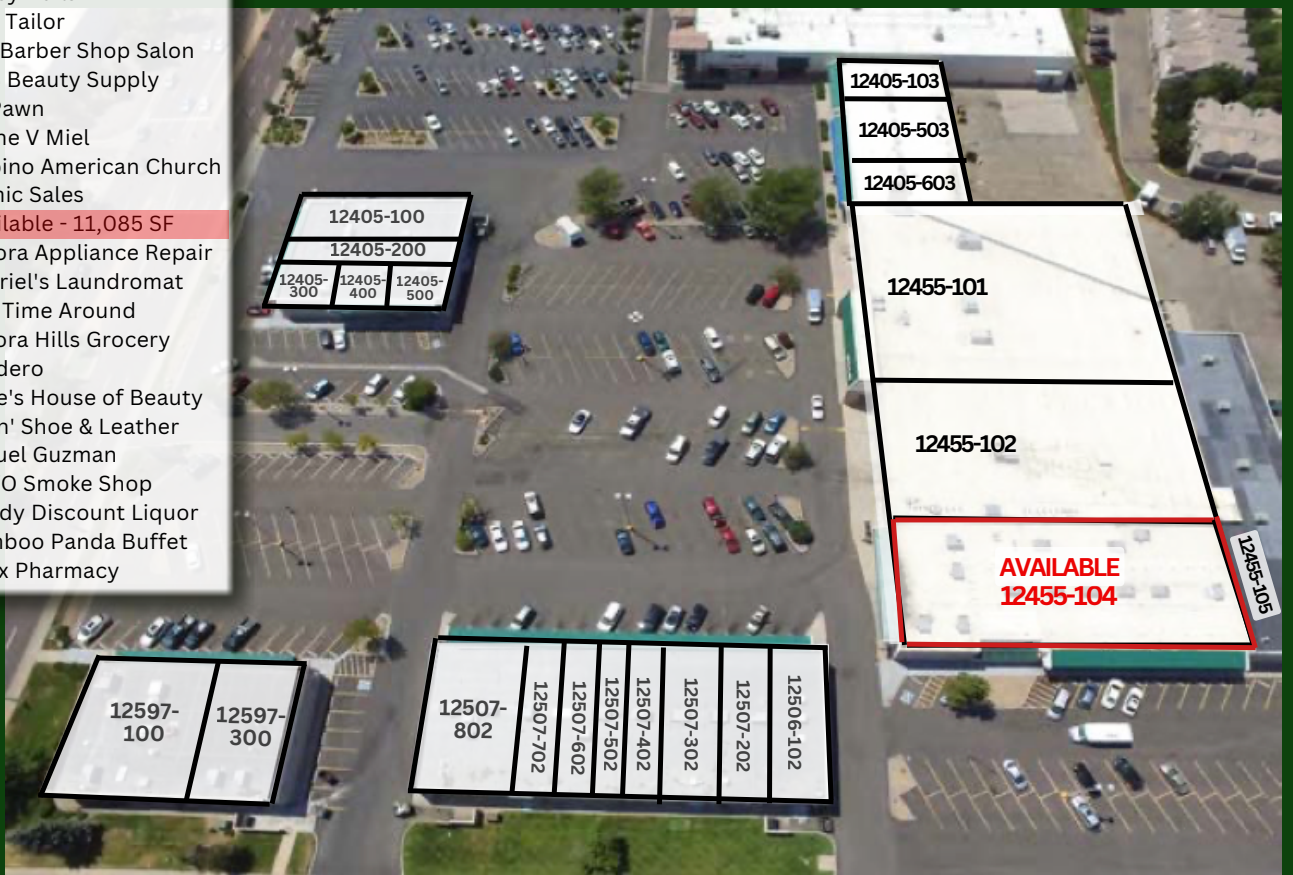 Tailor
Barber Shop Salon
Beauty Supply
Pawn
ne V Miel
pino American Church
nic Sales
ilable - 11,085 SF
ora Appliance Repair
riel's Laundromat
Time Around
ora Hills Grocery
dero
e's House of Beauty
n' Shoe & Leather
uel Guzman
O Smoke Shop
dy Discount Liquor
mboo Panda Buffet
x Pharmacy
12405-103
12405-503
12405-603
12405-100
12405-200
12405-
300
12405-
400
12405-
500
12455-101
12455-102
AVAILABLE
12455-104
12455-105
12597-
100
12597-
300
12507-
802
12507-702
12507-602
12507-502
12507-402
12507-302
12507-202
12506-102